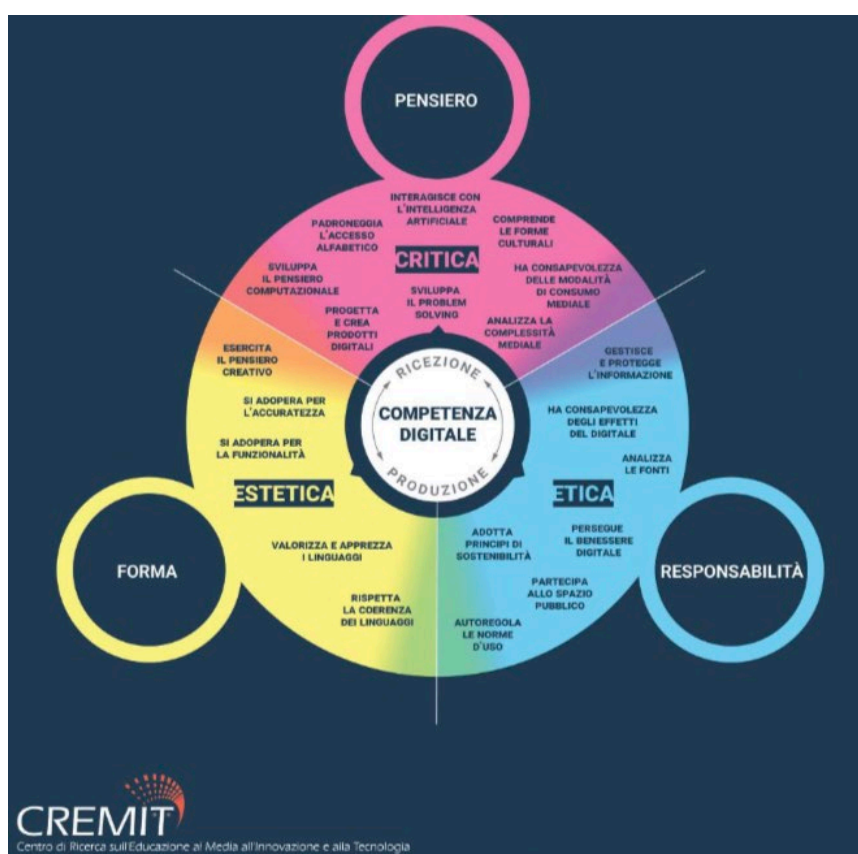 PENSIERO
INTERAGISCE CON
L'INTELLIGENZA
ARTIFICIALE
PADRONEGGIA
L'ACCESSO
ALFABETICO
COMPRENDE
LE FORME
CULTURALI
CRITICA
SVILUPPA
IL PENSIERO
COMPUTAZIONALE
HA CONSAPEVOLEZZA
DELLE MODALITÀ
DI CONSUMO
MEDIALE
SVILUPPA
IL PROBLEM
SOLVING
PROGETTA
E CREA
PRODOTTI
DIGITALI
ANALIZZA LA
COMPLESSITÀ
MEDIALE
ESERCITA
IL PENSIERO
CREATIVO
GESTISCE
E PROTEGGE
L'INFORMAZIONE
RICEZIONE
COMPETENZA
DIGITALE
PRODUZIONE
SI ADOPERA PER
L'ACCURATEZZA
HA CONSAPEVOLEZZA
DEGLI EFFETTI
DEL DIGITALE
SI ADOPERA PER
LA FUNZIONALITÀ
ANALIZZA
LE FONTI
ESTETICA
ETICA
VALORIZZA E APPREZZA
I LINGUAGGI
ADOTTA
PRINCIPI DI
SOSTENIBILITÀ
PERSEGUE
IL BENESSERE
DIGITALE
FORMA
RESPONSABILITÀ
PARTECIPA
ALLO SPAZIO
PUBBLICO
RISPETTA
LA COERENZA
DEI LINGUAGGI
AUTOREGOLA
LE NORME
D'USO
CREMIT
Centro di Ricerca sull'Educazione ai Media all'Innovazione e alla Tecnologia